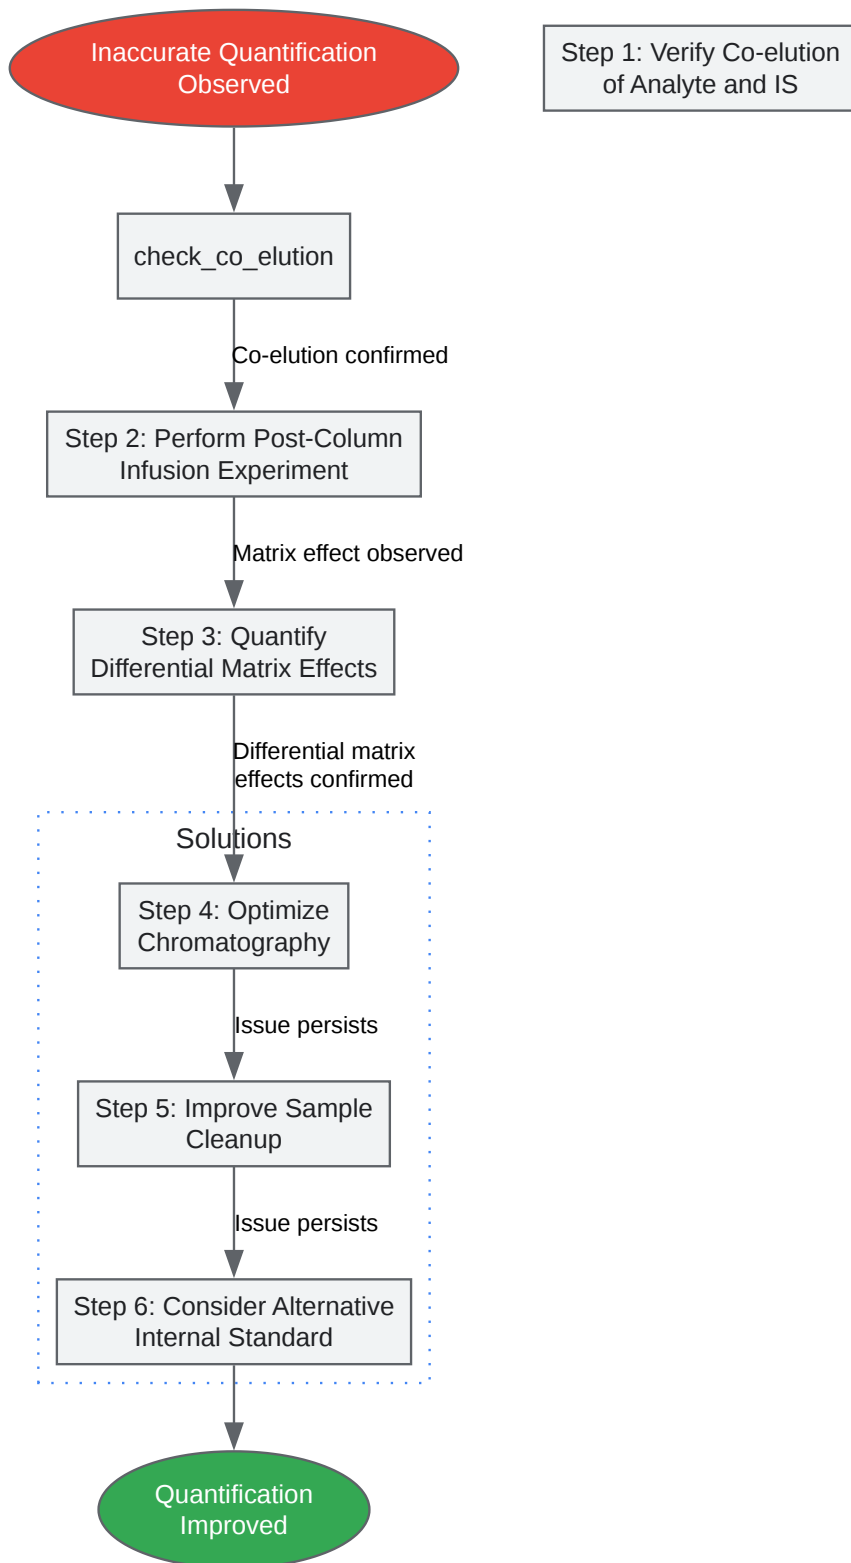 Inaccurate Quantification
Observed
Step 1: Verify Co-elution
of Analyte and IS
check_co_elution
Co-elution confirmed
Step 2: Perform Post-Column
Infusion Experiment
Matrix effect observed
Step 3: Quantify
Differential Matrix Effects
Differential matrix
effects confirmed
Solutions
Step 4: Optimize
Chromatography
Issue persists
Step 5: Improve Sample
Cleanup
Issue persists
Step 6: Consider Alternative
Internal Standard
Quantification
Improved